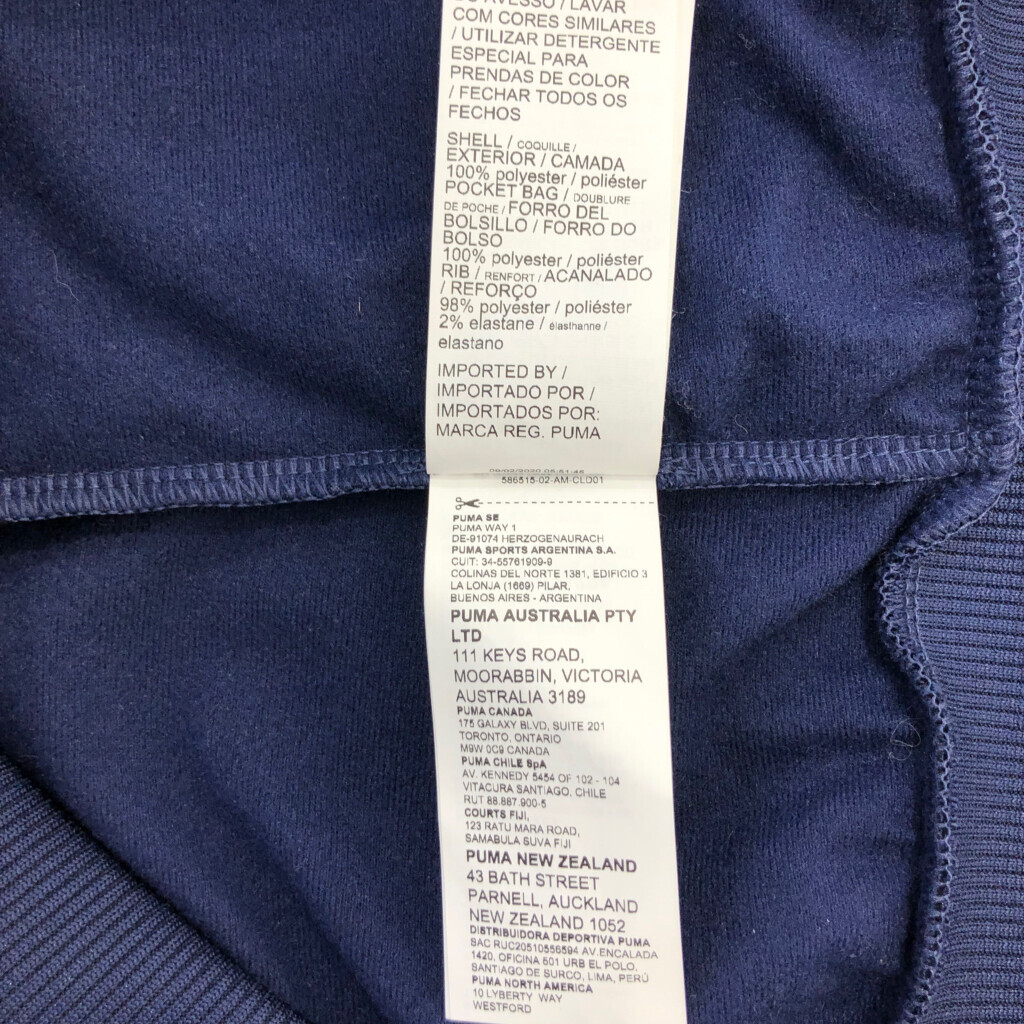 DO AVESSO / LAVAR
COM CORES SIMILARES
/ UTILIZAR DETERGENTE
ESPECIAL PARA
PRENDAS DE COLOR
/ FECHAR TODOS OS
FECHOS
SHELL / COQUILLE /
EXTERIOR / CAMADA
100% polyester / poliéster
POCKET BAG / DOUBLURE
DE POCHE / FORRO DEL
BOLSILLO / FORRO DO
BOLSO
100% polyester / poliéster
RIB / RENFORT / ACANALADO
/ REFORÇO
98% polyester / poliéster
2% elastane / élasthanne /
elastano
IMPORTED BY /
IMPORTADO POR /
IMPORTADOS POR:
MARCA REG. PUMA
586515-02-AM-CLD01
PUMA SE
PUMA WAY 1
DE-91074 HERZOGENAURACH
PUMA SPORTS ARGENTINA S.A.
CUIT: 34-55761909-9
COLINAS DEL NORTE 1381, EDIFICIO 3
LA LONJA (1669) PILAR,
BUENOS AIRES - ARGENTINA
PUMA AUSTRALIA PTY
LTD
111 KEYS ROAD,
MOORABBIN, VICTORIA
AUSTRALIA 3189
PUMA CANADA
175 GALAXY BLVD, SUITE 201
TORONTO, ONTARIO
M9W 0C9 CANADA
PUMA CHILE SpA
AV. KENNEDY 5454 OF 102 - 104
VITACURA SANTIAGO, CHILE
RUT 88.887.900-5
COURTS FIJI,
123 RATU MARA ROAD,
SAMABULA SUVA FIJI
PUMA NEW ZEALAND
43 BATH STREET
PARNELL, AUCKLAND
NEW ZEALAND 1052
DISTRIBUIDORA DEPORTIVA PUMA
SAC RUC20510556594 AV.ENCALADA
1420, OFICINA 601 URB EL POLO,
SANTIAGO DE SURCO, LIMA, PERÚ
PUMA NORTH AMERICA
10 LYBERTY WAY
WESTFORD